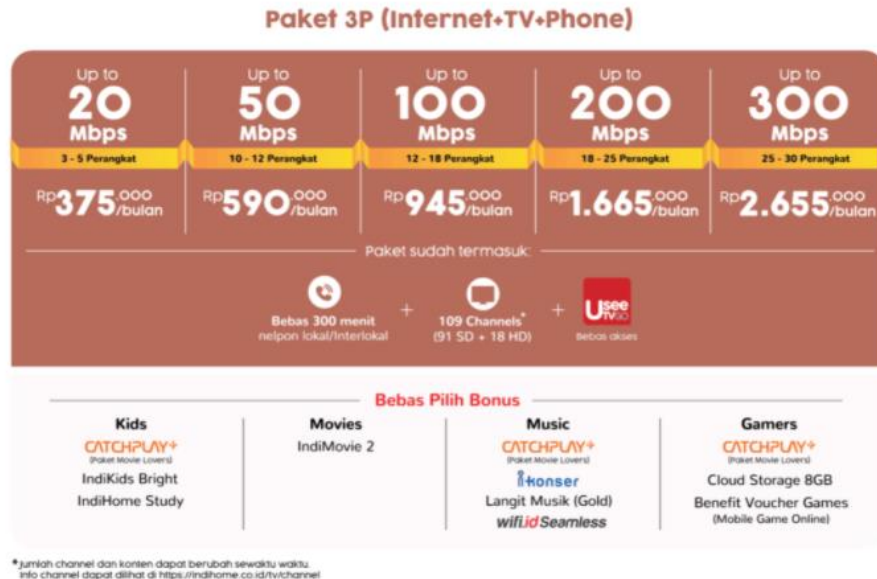 Paket 3P (Internet+TV+Phone)
Up to
20
Mbps
3 - 5 Perangkat
Rp375.000/bulan
Up to
50
Mbps
10 - 12 Perangkat
Rp590.000/bulan
Up to
100
Mbps
12 - 18 Perangkat
Rp945.000/bulan
Up to
200
Mbps
18 - 25 Perangkat
Rp1.665.000/bulan
Up to
300
Mbps
25 - 30 Perangkat
Rp2.655.000/bulan
Paket sudah termasuk:
Bebas 300 menit
nelpon lokal/Interlokal
+
109 Channels*
(91 SD + 18 HD)
+
Usee
TV GO
Bebas akses
Bebas Pilih Bonus
Kids
CATCHPLAY+
(Paket Movie Lovers)
IndiKids Bright
IndiHome Study
Movies
IndiMovie 2
Music
CATCHPLAY+
(Paket Movie Lovers)
ikonser
Langit Musik (Gold)
wifi.id Seamless
Gamers
CATCHPLAY+
(Paket Movie Lovers)
Cloud Storage 8GB
Benefit Voucher Games
(Mobile Game Online)
*Jumlah channel dan konten dapat berubah sewaktu waktu.
Info channel dapat dilihat di https://indihome.co.id/tv/channel